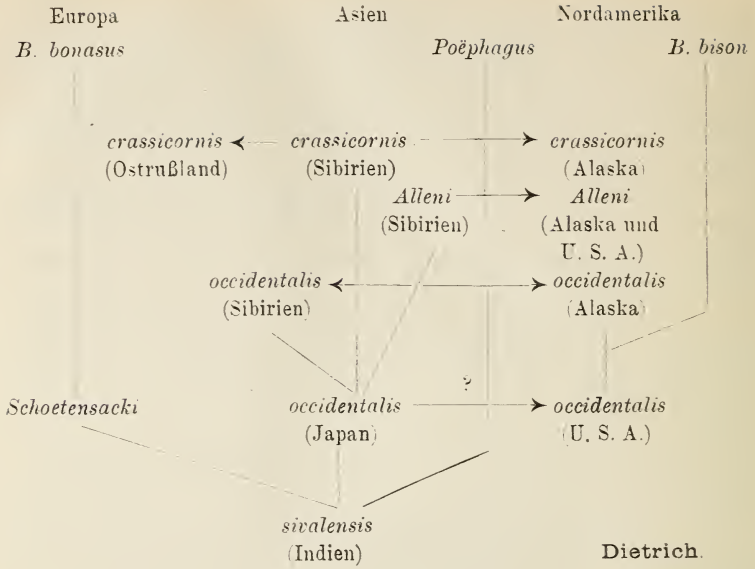 Europa Asien Nordamerika
B. bonasus Poëphagus B. bison
crassicornis crassicornis crassicornis
(Ostrußland) (Sibirien) (Alaska)
Alleni Alleni
(Sibirien) (Alaska und
U. S. A.)
occidentalis occidentalis
(Sibirien) (Alaska)
?
Schoetensacki occidentalis occidentalis
(Japan) (U. S. A.)
sivalensis
(Indien)
Dietrich.